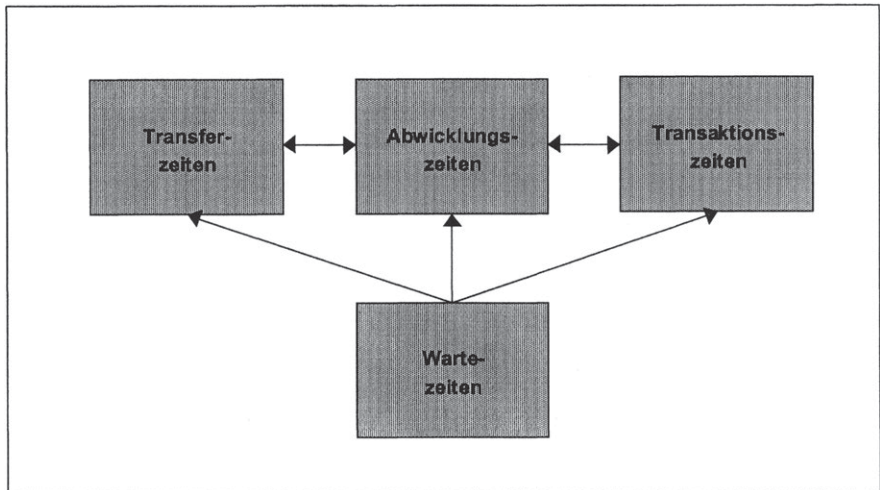 Transfer-
zeiten
Abwicklungs-
zeiten
Transaktions-
zeiten
Warte-
zeiten